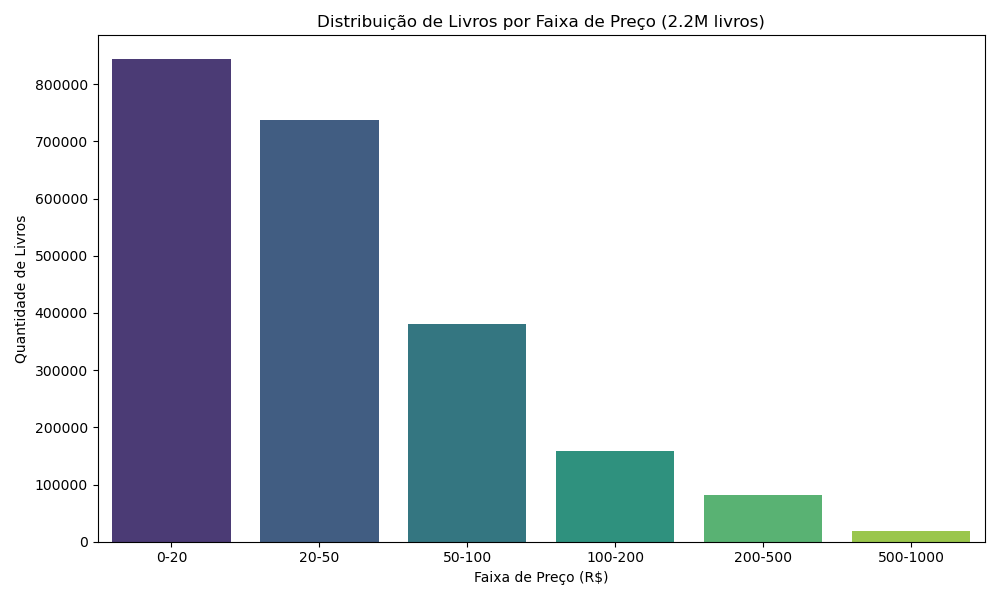 Distribuição de Livros por Faixa de Preço (2.2M livros)
Quantidade de Livros
800000
700000
600000
500000
400000
300000
200000
100000
0
0-20 20-50 50-100 100-200 200-500 500-1000
Faixa de Preço (R$)